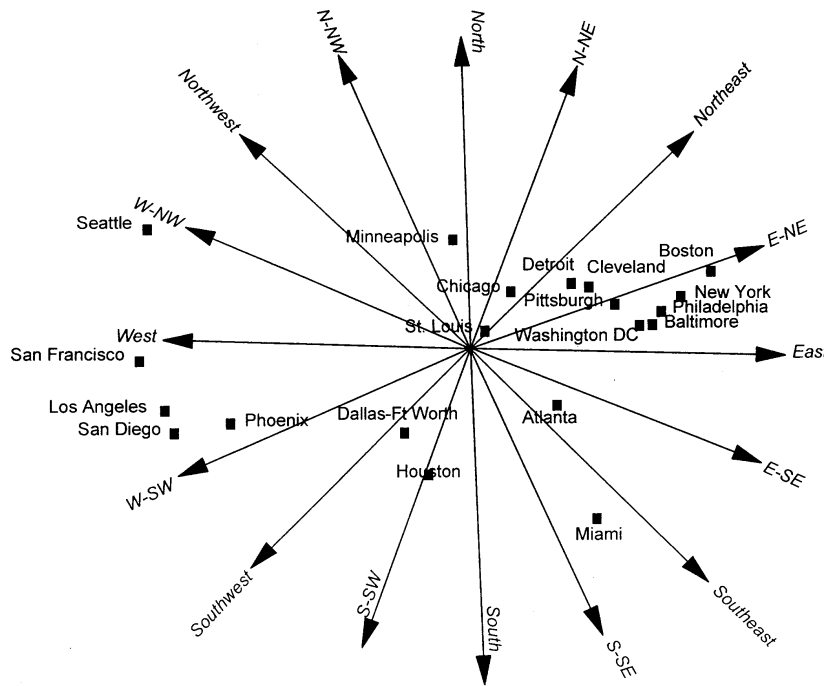 N-NW
North
N-NE
Northwest
Northeast
W-NW
Seattle
Minneapolis
E-NE
Boston
Detroit
Cleveland
Chicago
Pittsburgh
New York
Philadelphia
St. Louis
Washington DC
Baltimore
West
San Francisco
Eas
Los Angeles
San Diego
Phoenix
Dallas-Ft Worth
Atlanta
Houston
E-SE
W-SW
Miami
Southwest
S-SW
South
S-SE
Southeast